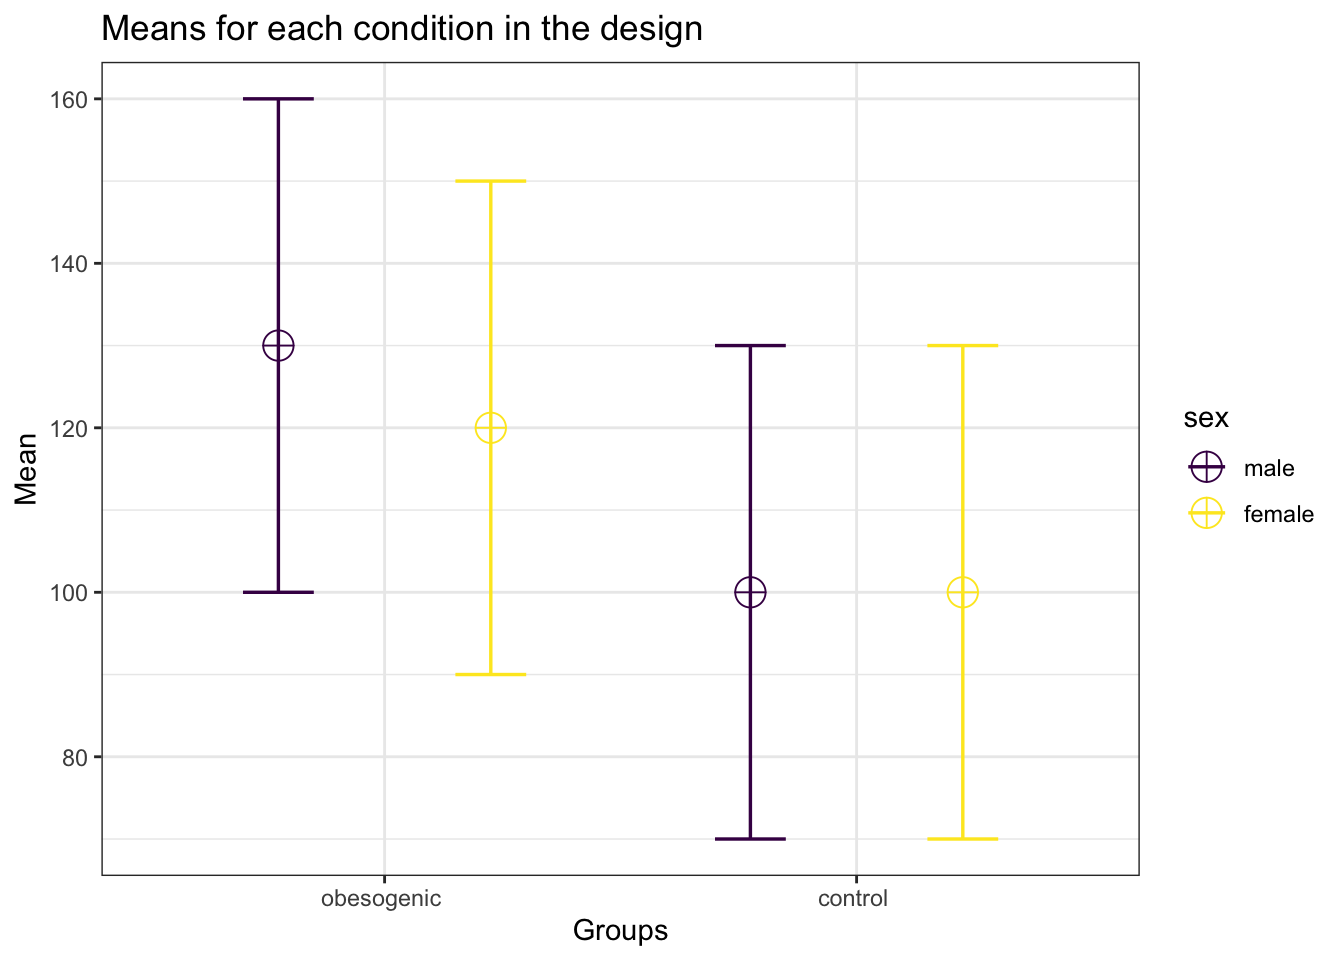 Means for each condition in the design
160
140
120
100
80
Mean
obesogenic
control
Groups
sex
male
female